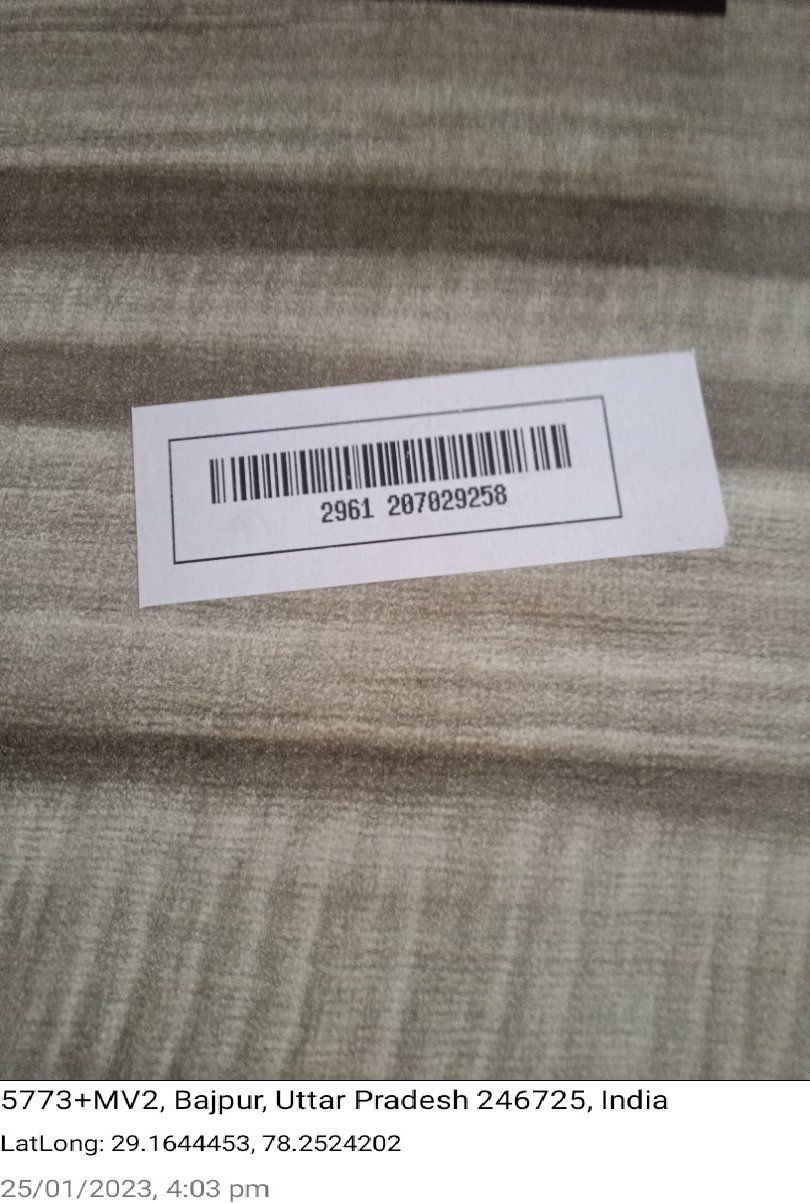 2961 207029258
5773+MV2, Bajpur, Uttar Pradesh 246725, India
LatLong: 29.1644453, 78.2524202
25/01/2023, 4:03 pm